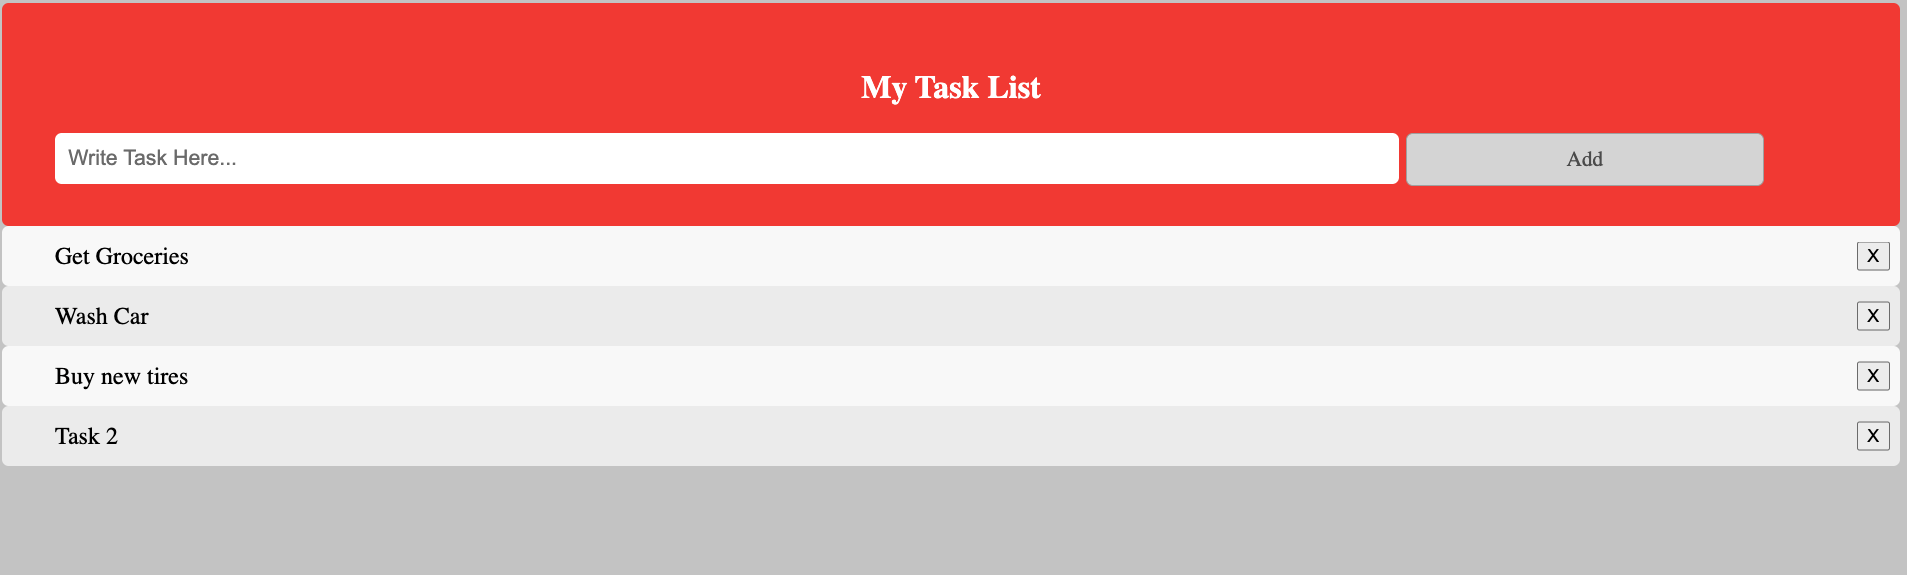 My Task List
Write Task Here...
Add
Get Groceries
X
Wash Car
X
Buy new tires
X
Task 2
X